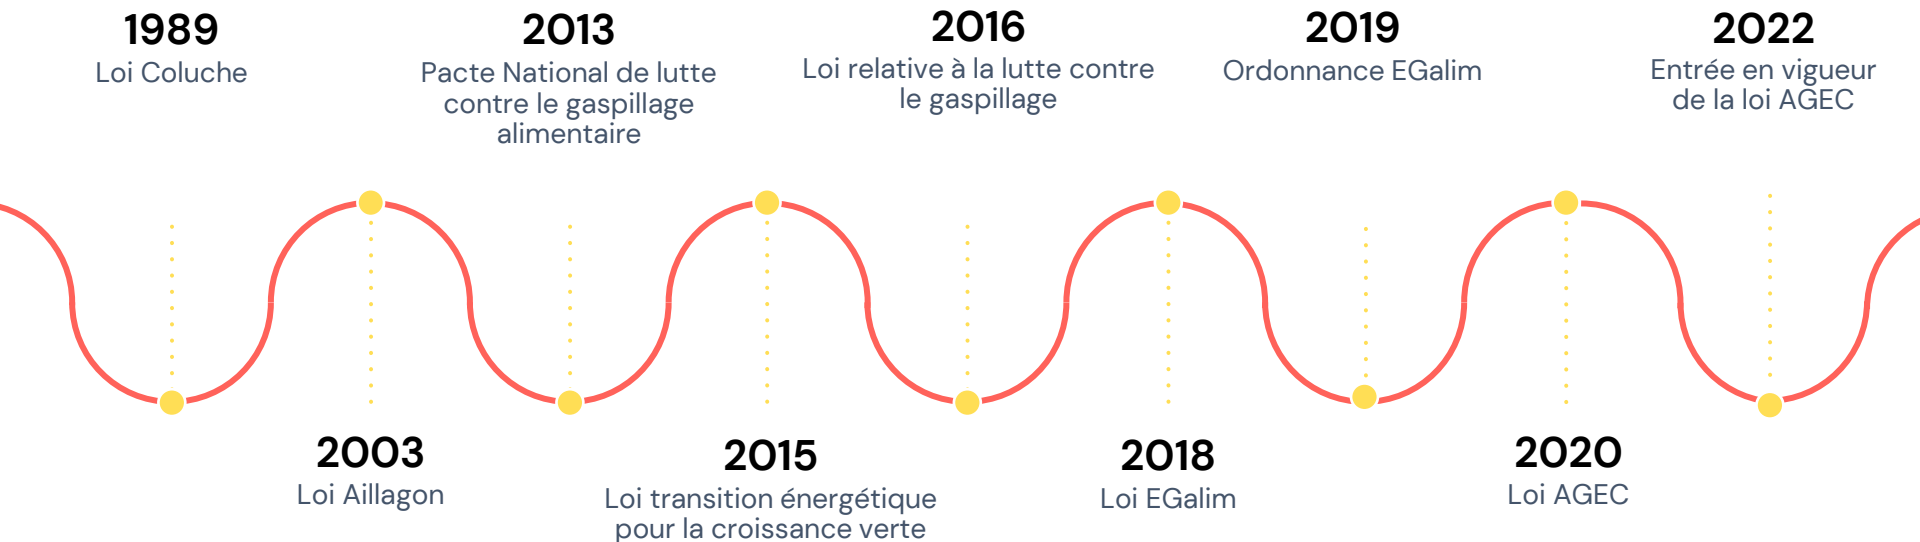 1989
Loi Coluche
2003
Loi Aillagon
2013
Pacte National de lutte
contre le gaspillage
alimentaire
2015
Loi transition énergétique
pour la croissance verte
2016
Loi relative à la lutte contre
le gaspillage
2018
Loi EGalim
2019
Ordonnance EGalim
2020
Loi AGEC
2022
Entrée en vigueur
de la loi AGEC